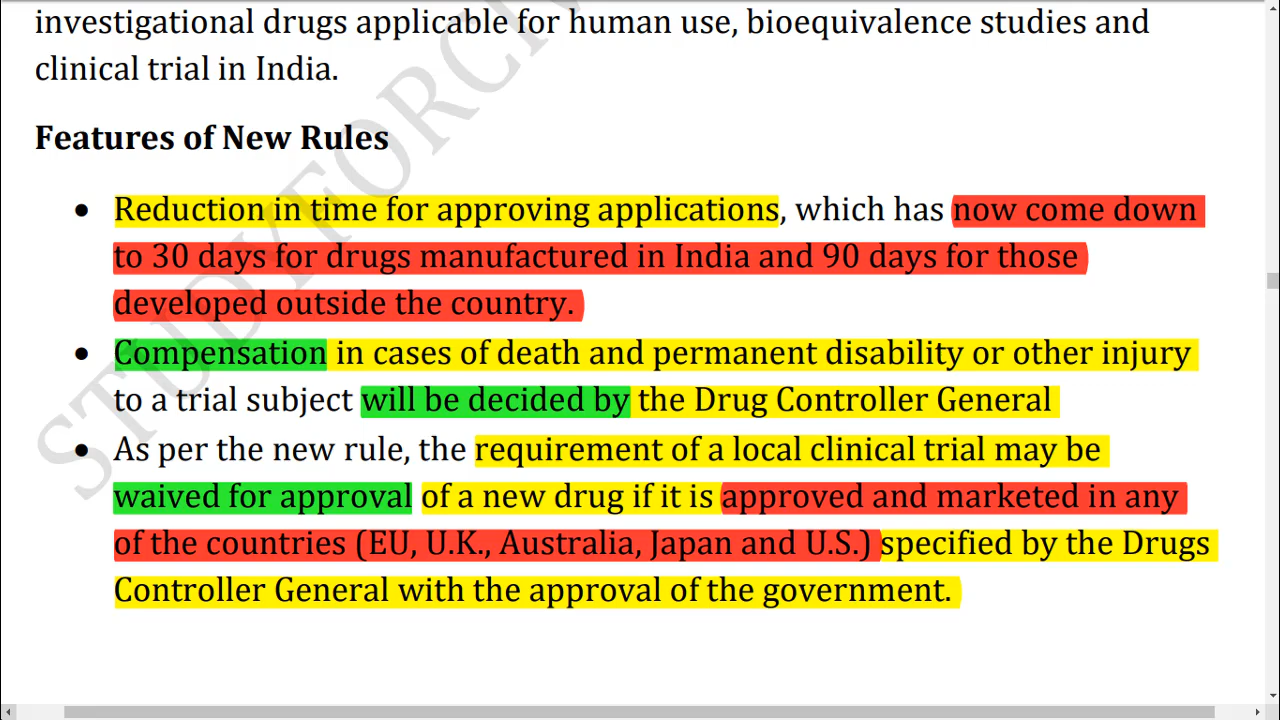 investigational drugs applicable for human use, bioequivalence studies and
clinical trial in India.
Features of New Rules
• Reduction in time for approving applications, which has now come down
to 30 days for drugs manufactured in India and 90 days for those
developed outside the country.
• Compensation in cases of death and permanent disability or other injury
to a trial subject will be decided by the Drug Controller General
• As per the new rule, the requirement of a local clinical trial may be
waived for approval of a new drug if it is approved and marketed in any
of the countries (EU, U.K., Australia, Japan and U.S.) specified by the Drugs
Controller General with the approval of the government.
STUDYFORCIV